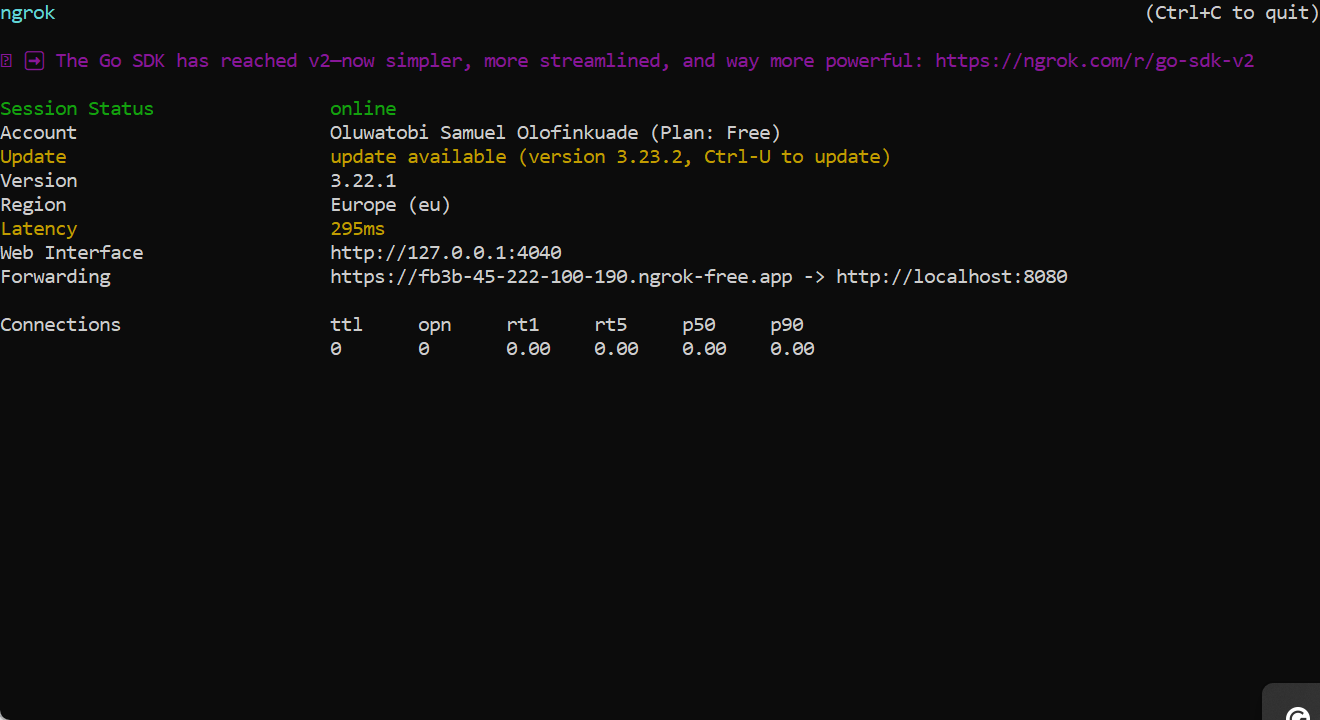 ngrok (Ctrl+C to quit)
The Go SDK has reached v2—now simpler, more streamlined, and way more powerful: https://ngrok.com/r/go-sdk-v2
Session Status online
Account Oluwatobi Samuel Olofinkuade (Plan: Free)
Update update available (version 3.23.2, Ctrl-U to update)
Version 3.22.1
Region Europe (eu)
Latency 295ms
Web Interface http://127.0.0.1:4040
Forwarding https://fb3b-45-222-100-190.ngrok-free.app -> http://localhost:8080
Connections ttl opn rt1 rt5 p50 p90
0 0 0.00 0.00 0.00 0.00